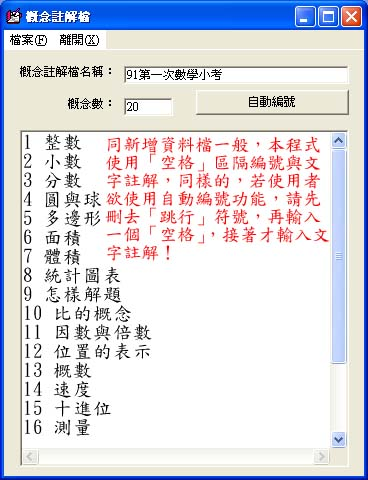 概念註解檔
檔案(F) 離開(X)
概念註解檔名稱： 91第一次數學小考
概念數： 20 自動編號
1 整數
2 小數
3 分數
4 圓與球
5 多邊形
6 面積
7 體積
8 統計圖表
9 怎樣解題
10 比的概念
11 因數與倍數
12 位置的表示
13 概數
14 速度
15 十進位
16 測量
同新增資料檔一般，本程式
使用「空格」區隔編號與文
字註解，同樣的，若使用者
欲使用自動編號功能，請先
刪去「跳行」符號，再輸入
一個「空格」，接著才輸入文
字註解！